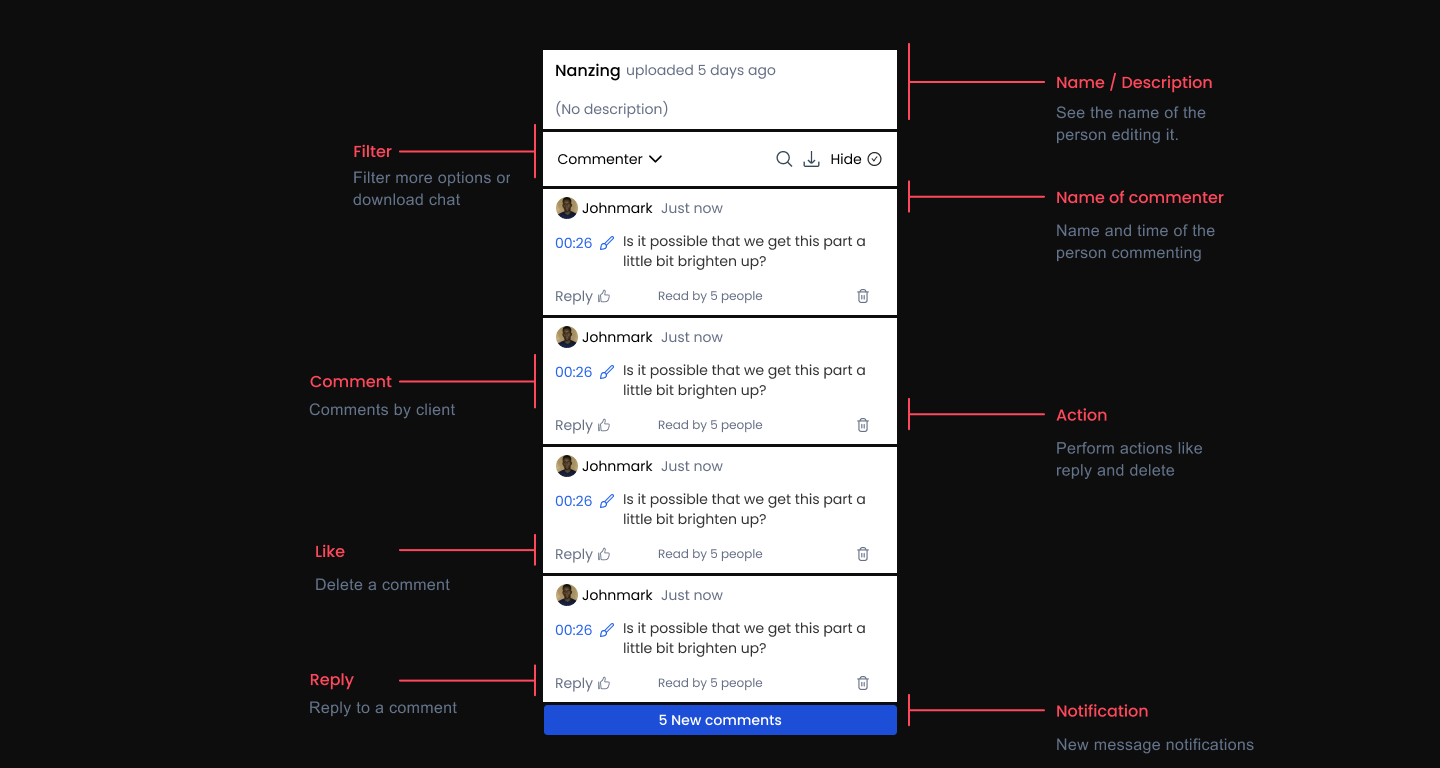 Nanzing uploaded 5 days ago
(No description)
Name / Description
See the name of the
person editing it.
Filter
Filter more options or
download chat
Commenter
Hide
Name of commenter
Name and time of the
person commenting
Johnmark Just now
00:26 Is it possible that we get this part a
little bit brighten up?
Reply Read by 5 people
Johnmark Just now
00:26 Is it possible that we get this part a
little bit brighten up?
Reply Read by 5 people
Comment
Comments by client
Action
Perform actions like
reply and delete
Johnmark Just now
00:26 Is it possible that we get this part a
little bit brighten up?
Reply Read by 5 people
Like
Delete a comment
Johnmark Just now
00:26 Is it possible that we get this part a
little bit brighten up?
Reply Read by 5 people
Reply
Reply to a comment
5 New comments
Notification
New message notifications